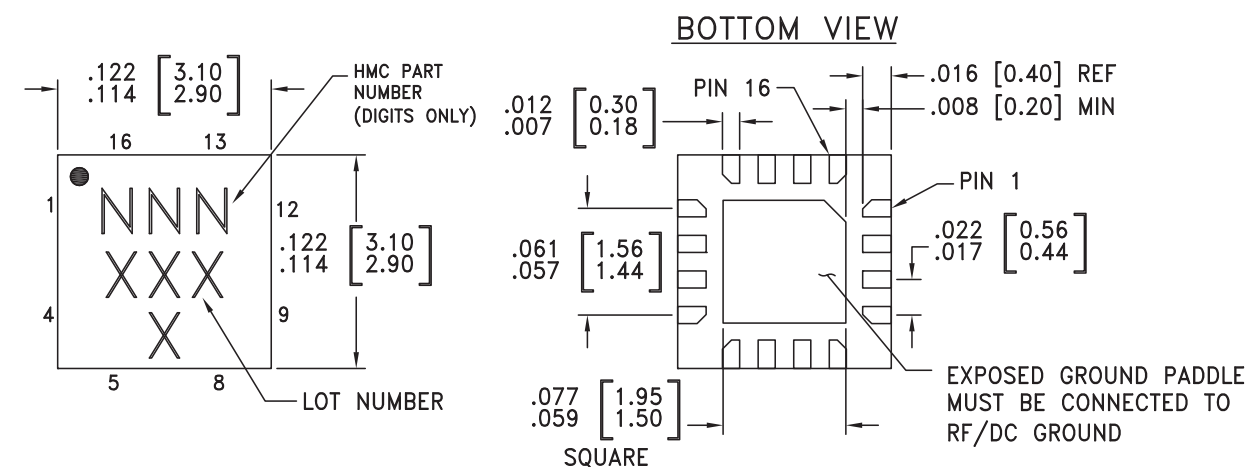 BOTTOM VIEW
.122 [3.10]
.114 [2.90]
HMC PART
NUMBER
(DIGITS ONLY)
16 13
1
12
4
9
5 8
NNN
XXX
X
.122 [3.10]
.114 [2.90]
LOT NUMBER
.012 [0.30]
.007 [0.18]
PIN 16
.016 [0.40] REF
.008 [0.20] MIN
PIN 1
.061 [1.56]
.057 [1.44]
.022 [0.56]
.017 [0.44]
.077 [1.95]
.059 [1.50]
SQUARE
EXPOSED GROUND PADDLE
MUST BE CONNECTED TO
RF/DC GROUND